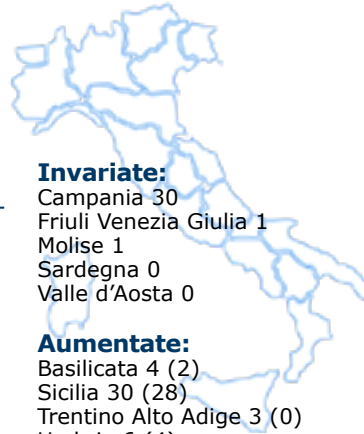 Invariate:
Campania 30
Friuli Venezia Giulia 1
Molise 1
Sardegna 0
Valle d'Aosta 0
Aumentate:
Basilicata 4 (2)
Sicilia 30 (28)
Trentino Alto Adige 3 (0)